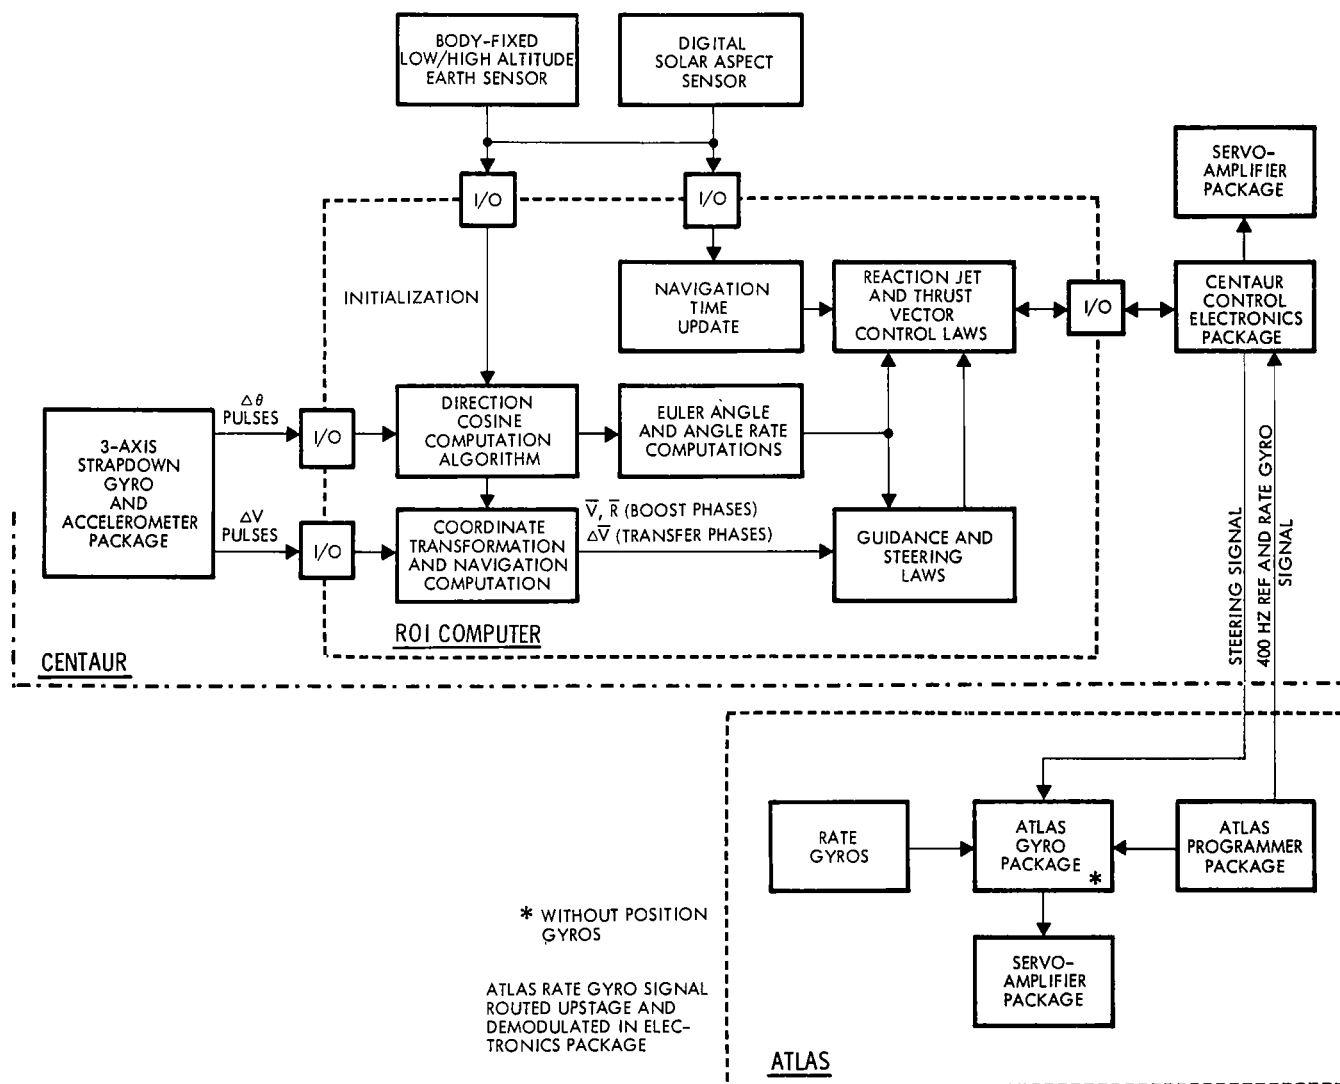 BODY-FIXED
LOW/HIGH ALTITUDE
EARTH SENSOR
DIGITAL
SOLAR ASPECT
SENSOR
SERVO-
AMPLIFIER
PACKAGE
I/O
I/O
INITIALIZATION
NAVIGATION
TIME
UPDATE
REACTION JET
AND THRUST
VECTOR
CONTROL LAWS
I/O
CENTAUR
CONTROL
ELECTRONICS
PACKAGE
3-AXIS
STRAPDOWN
GYRO
AND
ACCELEROMETER
PACKAGE
Δθ
PULSES
I/O
DIRECTION
COSINE
COMPUTATION
ALGORITHM
EULER ANGLE
AND ANGLE RATE
COMPUTATIONS
ΔV
PULSES
I/O
COORDINATE
TRANSFORMATION
AND NAVIGATION
COMPUTATION
V̅, R̅ (BOOST PHASES)
ΔV̅ (TRANSFER PHASES)
GUIDANCE AND
STEERING
LAWS
STEERING SIGNAL
400 HZ REF AND RATE GYRO
SIGNAL
ROI COMPUTER
CENTAUR
RATE
GYROS
ATLAS
GYRO
PACKAGE
*
ATLAS
PROGRAMMER
PACKAGE
SERVO-
AMPLIFIER
PACKAGE
* WITHOUT POSITION
GYROS
ATLAS RATE GYRO SIGNAL
ROUTED UPSTAGE AND
DEMODULATED IN ELEC-
TRONICS PACKAGE
ATLAS